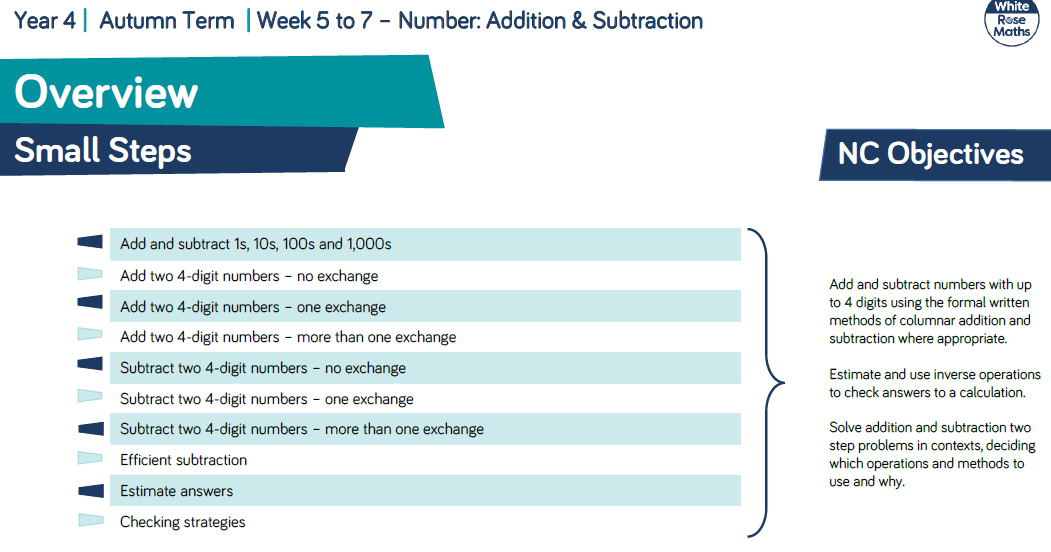 Year 4 | Autumn Term | Week 5 to 7 – Number: Addition & Subtraction
White
Rose
Maths
Overview
Small Steps
NC Objectives
Add and subtract 1s, 10s, 100s and 1,000s
Add two 4-digit numbers – no exchange
Add two 4-digit numbers – one exchange
Add two 4-digit numbers – more than one exchange
Subtract two 4-digit numbers – no exchange
Subtract two 4-digit numbers – one exchange
Subtract two 4-digit numbers – more than one exchange
Efficient subtraction
Estimate answers
Checking strategies
Add and subtract numbers with up
to 4 digits using the formal written
methods of columnar addition and
subtraction where appropriate.
Estimate and use inverse operations
to check answers to a calculation.
Solve addition and subtraction two
step problems in contexts, deciding
which operations and methods to
use and why.